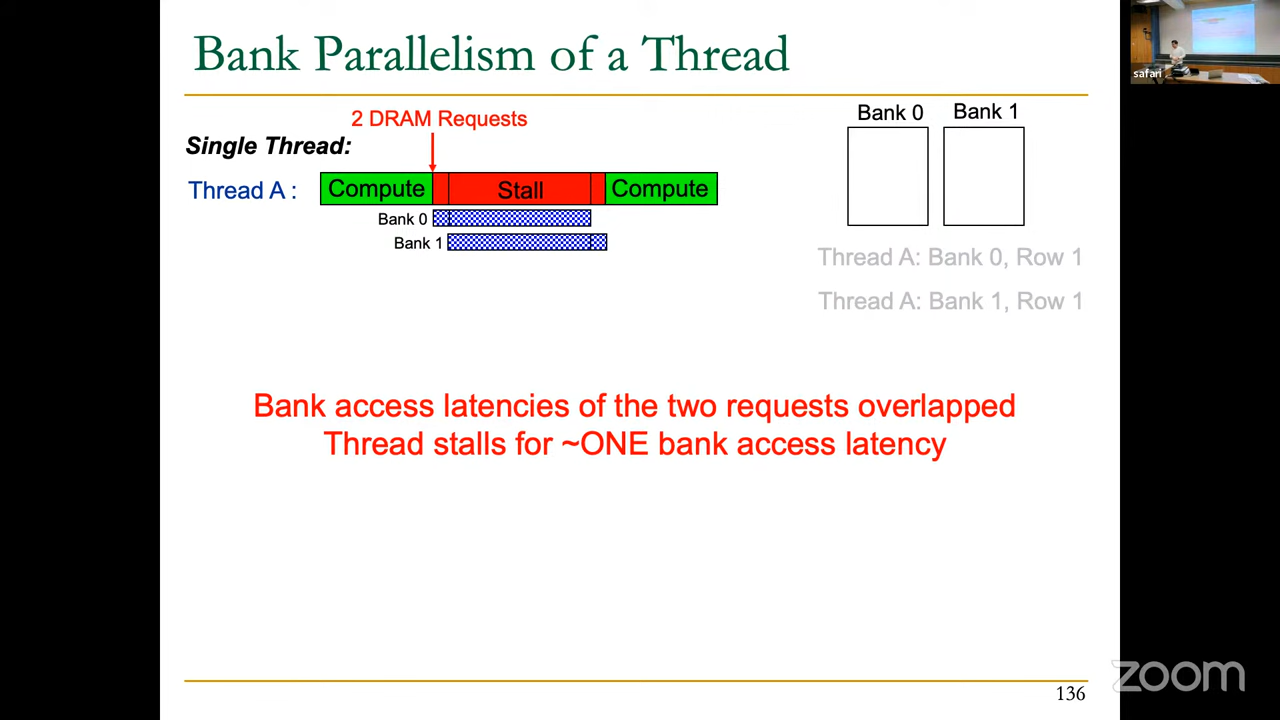 Bank Parallelism of a Thread
2 DRAM Requests
Single Thread:
Thread A :
Compute
Stall
Compute
Bank 0
Bank 1
Bank 0
Bank 1
Thread A: Bank 0, Row 1
Thread A: Bank 1, Row 1
Bank access latencies of the two requests overlapped
Thread stalls for ~ONE bank access latency
136
safari
zoom